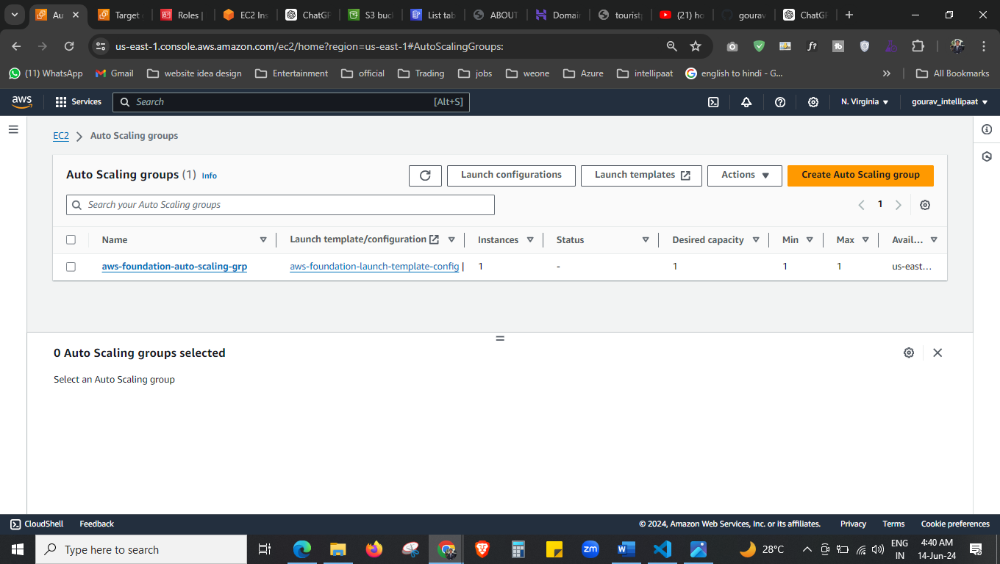 Au
Target
Roles |
EC2 Ins
ChatGP
S3 buc
List tab
ABOUT
Domain
tourist
(21) ho
gourav
ChatGP
us-east-1.console.aws.amazon.com/ec2/home?region=us-east-1#AutoScalingGroups:
(11) WhatsApp
Gmail
website idea design
Entertainment
official
Trading
jobs
weone
Azure
intellipaat
english to hindi - G...
All Bookmarks
aws
Services
Search
[Alt+S]
N. Virginia
gourav_intellipaat
EC2
Auto Scaling groups
Auto Scaling groups (1) Info
Launch configurations
Launch templates
Actions
Create Auto Scaling group
Search your Auto Scaling groups
1
Name
Launch template/configuration
Instances
Status
Desired capacity
Min
Max
Avail...
aws-foundation-auto-scaling-grp
aws-foundation-launch-template-config |
1
-
1
1
1
us-east...
0 Auto Scaling groups selected
Select an Auto Scaling group
CloudShell
Feedback
© 2024, Amazon Web Services, Inc. or its affiliates.
Privacy
Terms
Cookie preferences
Type here to search
28°C
ENG
IN
4:40 AM
14-Jun-24